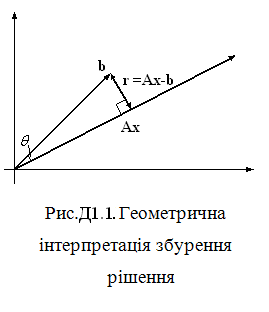 b
r =Ax-b
Ax
θ
Рис.Д1.1. Геометрична
інтерпретація збурення
рішення